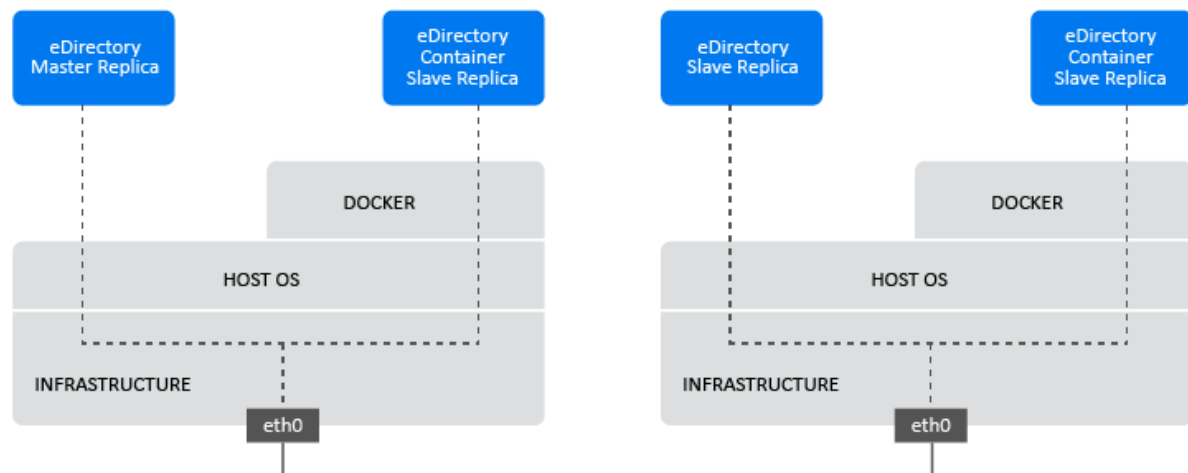 eDirectory
Master Replica
eDirectory
Container
Slave Replica
DOCKER
HOST OS
INFRASTRUCTURE
eth0
eDirectory
Slave Replica
eDirectory
Container
Slave Replica
DOCKER
HOST OS
INFRASTRUCTURE
eth0